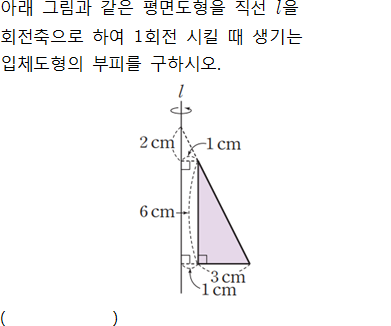 아래 그림과 같은 평면도형을 직선 l을
회전축으로 하여 1회전 시킬 때 생기는
입체도형의 부피를 구하시오.
l
2 cm
1 cm
6 cm
3 cm
1 cm
( )